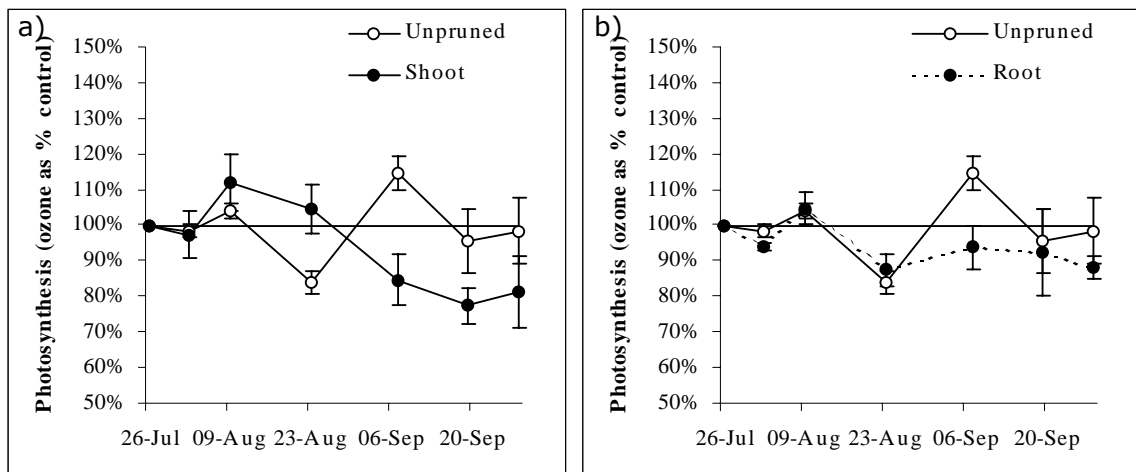 a)
Photosynthesis (ozone as % control)
150%
140%
130%
120%
110%
100%
90%
80%
70%
60%
50%
Unpruned
Shoot
26-Jul 09-Aug 23-Aug 06-Sep 20-Sep
b)
Photosynthesis (ozone as % control)
150%
140%
130%
120%
110%
100%
90%
80%
70%
60%
50%
Unpruned
Root
26-Jul 09-Aug 23-Aug 06-Sep 20-Sep